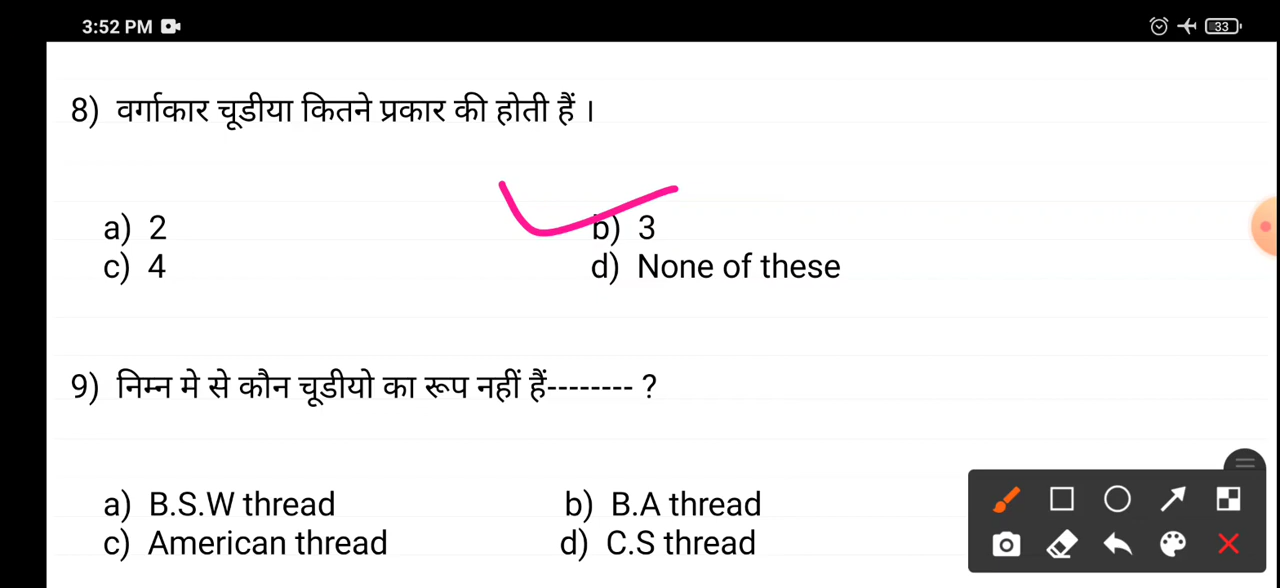 3:52 PM
33
8) वर्गाकार चूडीया कितने प्रकार की होती हैं ।
a) 2 b) 3
c) 4 d) None of these
9) निम्न मे से कौन चूडीयो का रूप नहीं हैं-------- ?
a) B.S.W thread b) B.A thread
c) American thread d) C.S thread